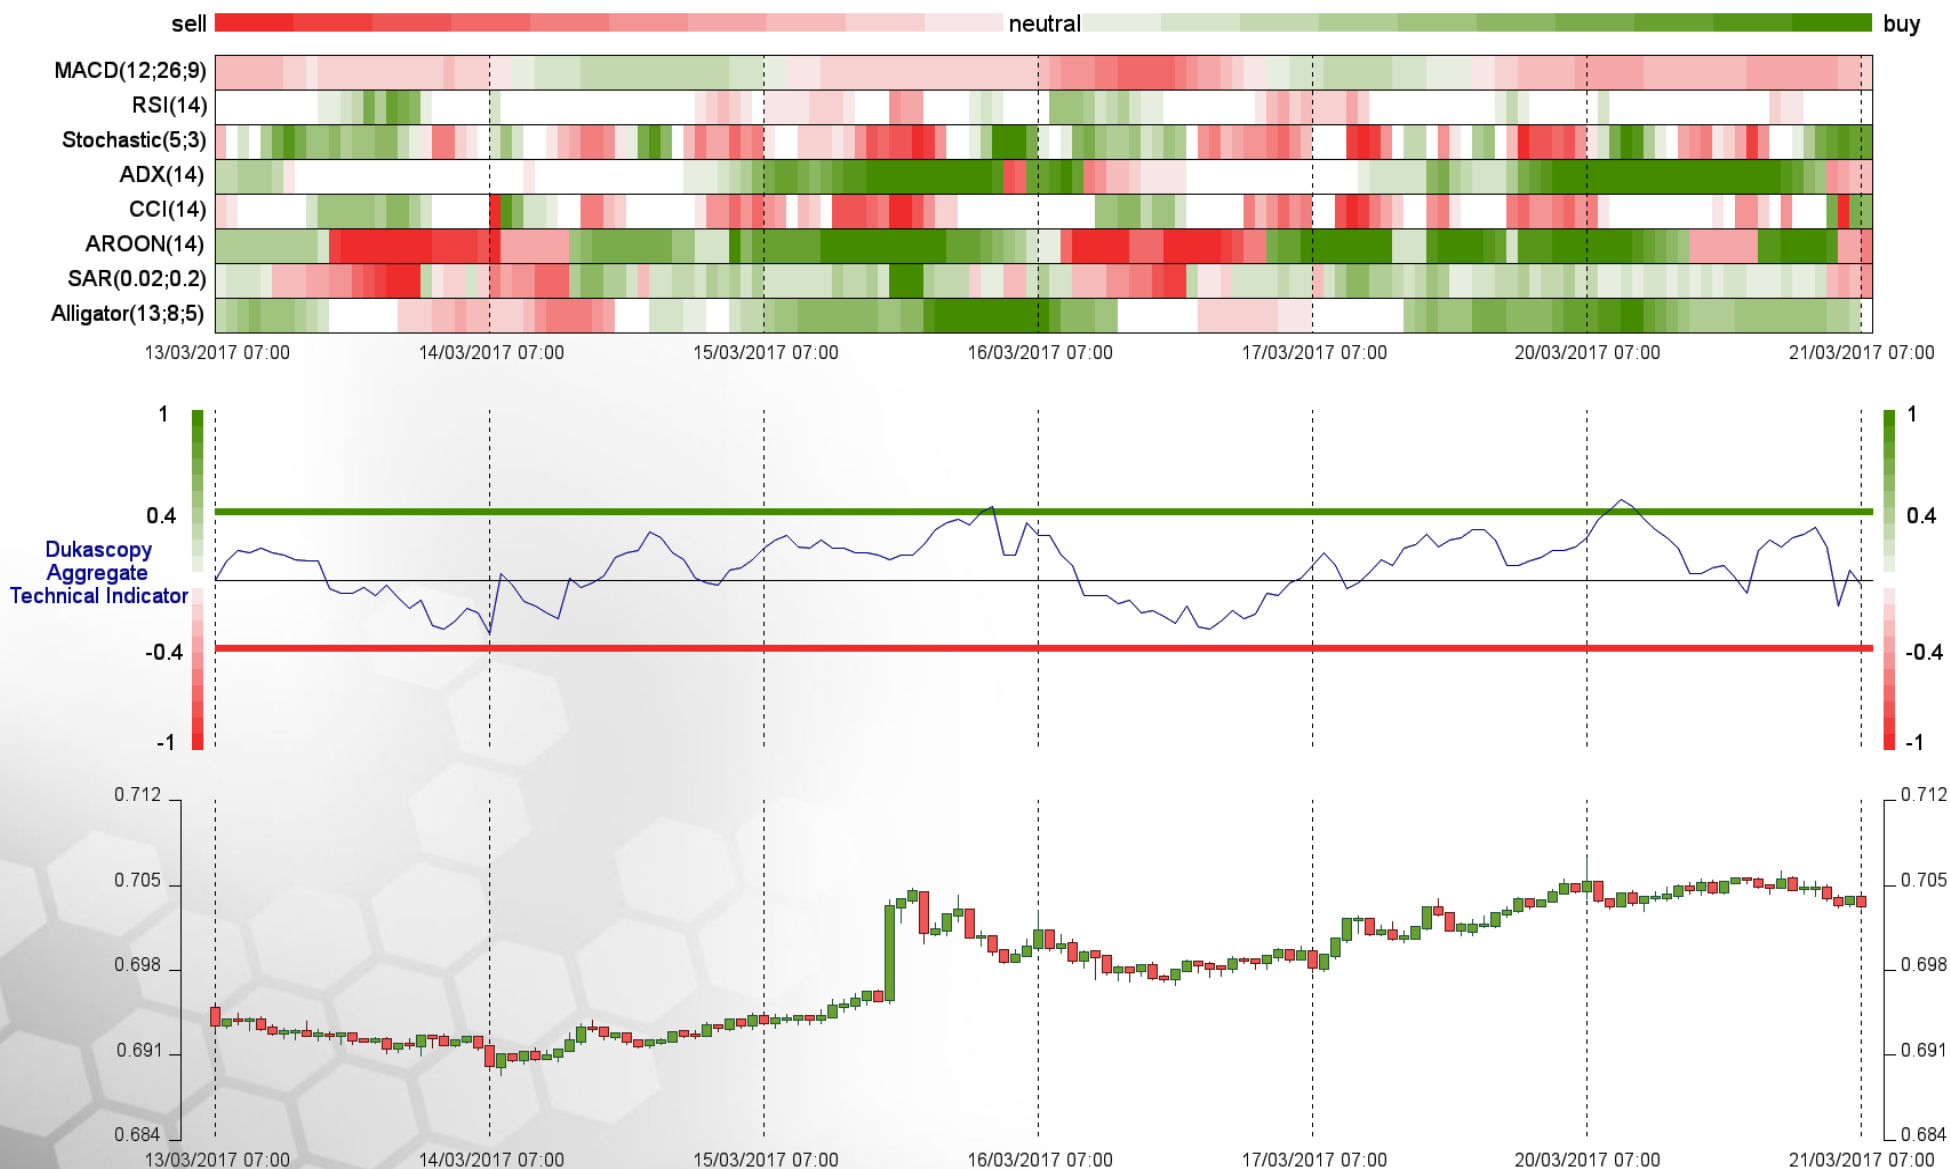 sell neutral buy
MACD(12;26;9)
RSI(14)
Stochastic(5;3)
ADX(14)
CCI(14)
AROON(14)
SAR(0.02;0.2)
Alligator(13;8;5)
13/03/2017 07:00 14/03/2017 07:00 15/03/2017 07:00 16/03/2017 07:00 17/03/2017 07:00 20/03/2017 07:00 21/03/2017 07:00
1 1
0.4 0.4
Dukascopy
Aggregate
Technical Indicator
-0.4 -0.4
-1 -1
0.712 0.712
0.705 0.705
0.698 0.698
0.691 0.691
0.684 0.684
13/03/2017 07:00 14/03/2017 07:00 15/03/2017 07:00 16/03/2017 07:00 17/03/2017 07:00 20/03/2017 07:00 21/03/2017 07:00